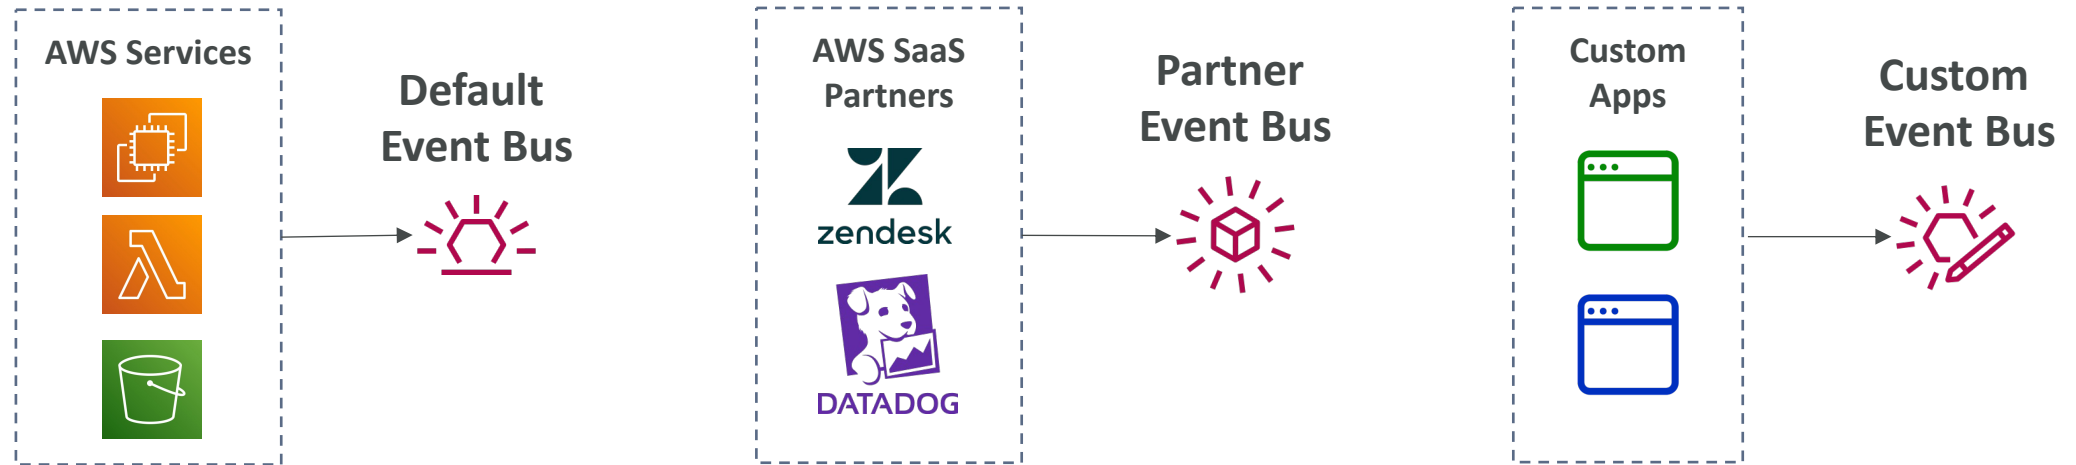 AWS Services
Default
Event Bus
AWS SaaS
Partners
zendesk
DATADOG
Partner
Event Bus
Custom
Apps
Custom
Event Bus